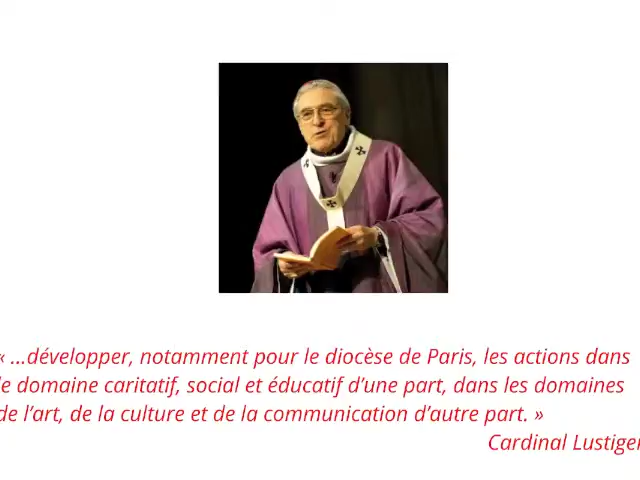 « ...développer, notamment pour le diocèse de Paris, les actions dans
le domaine caritatif, social et éducatif d’une part, dans les domaines
de l’art, de la culture et de la communication d’autre part. »
Cardinal Lustiger